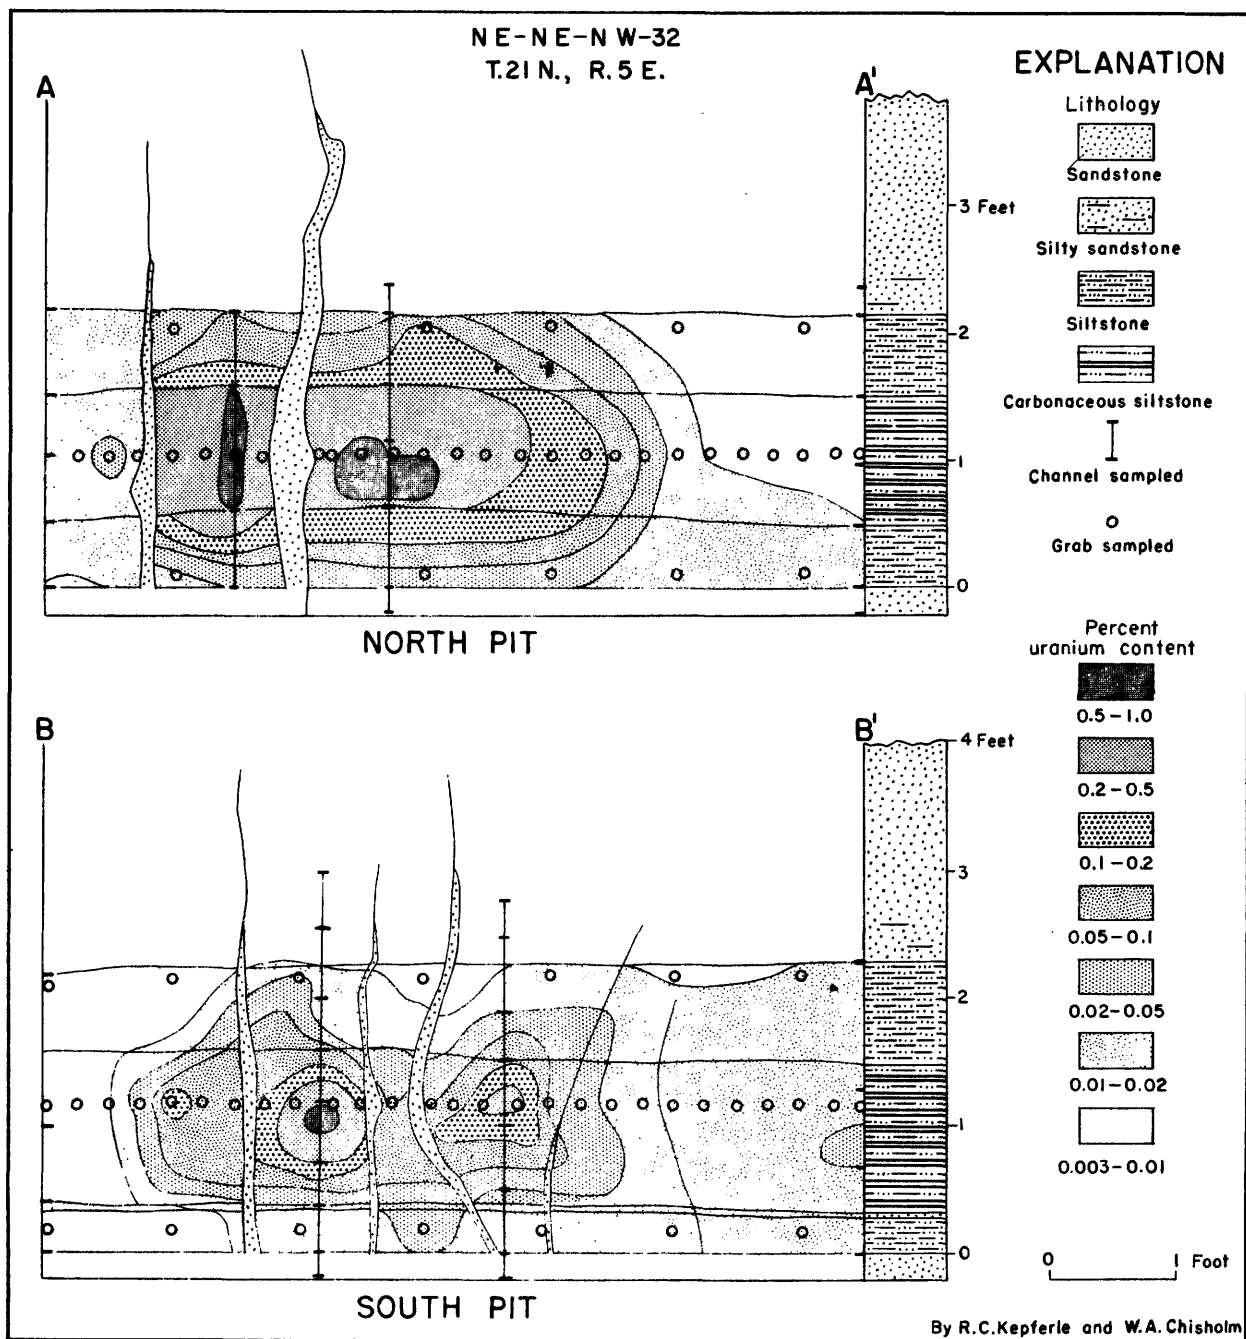 NE-NE-NW-32
T.21 N., R. 5 E.
A
A'
3 Feet
2
1
0
NORTH PIT
B
B'
4 Feet
3
2
1
0
SOUTH PIT
EXPLANATION
Lithology
Sandstone
Silty sandstone
Siltstone
Carbonaceous siltstone
Channel sampled
Grab sampled
Percent
uranium content
0.5-1.0
0.2-0.5
0.1-0.2
0.05-0.1
0.02-0.05
0.01-0.02
0.003-0.01
0 1 Foot
By R.C.Kepferle and W.A.Chisholm